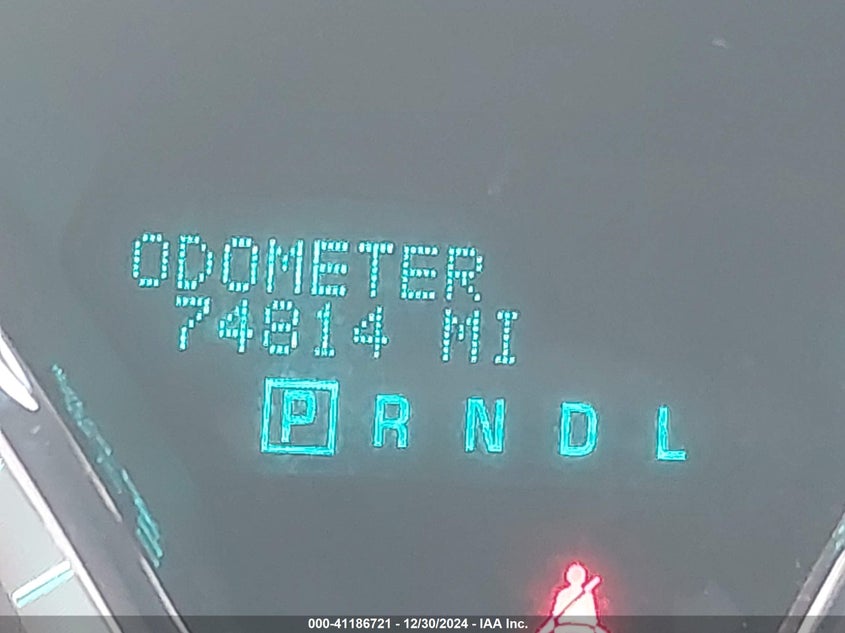 ODOMETER
74814 MI
P R N D L
000-41186721 - 12/30/2024 - IAA Inc.